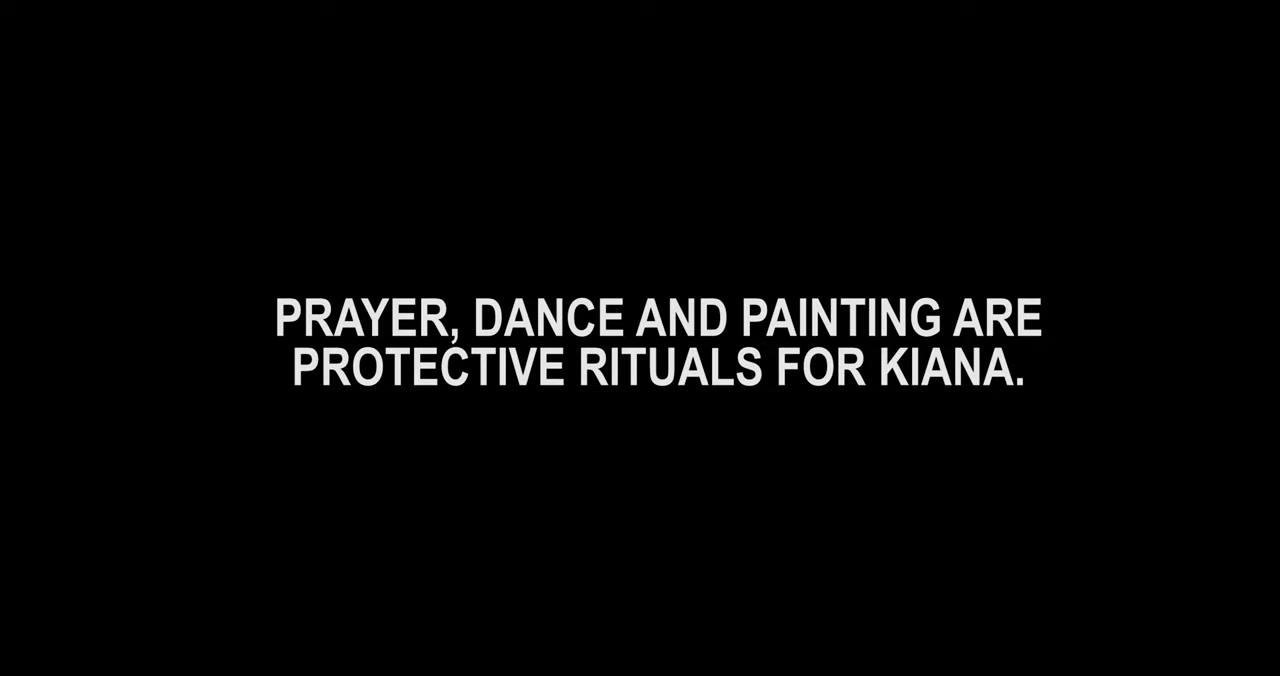 PRAYER, DANCE AND PAINTING ARE
PROTECTIVE RITUALS FOR KIANA.